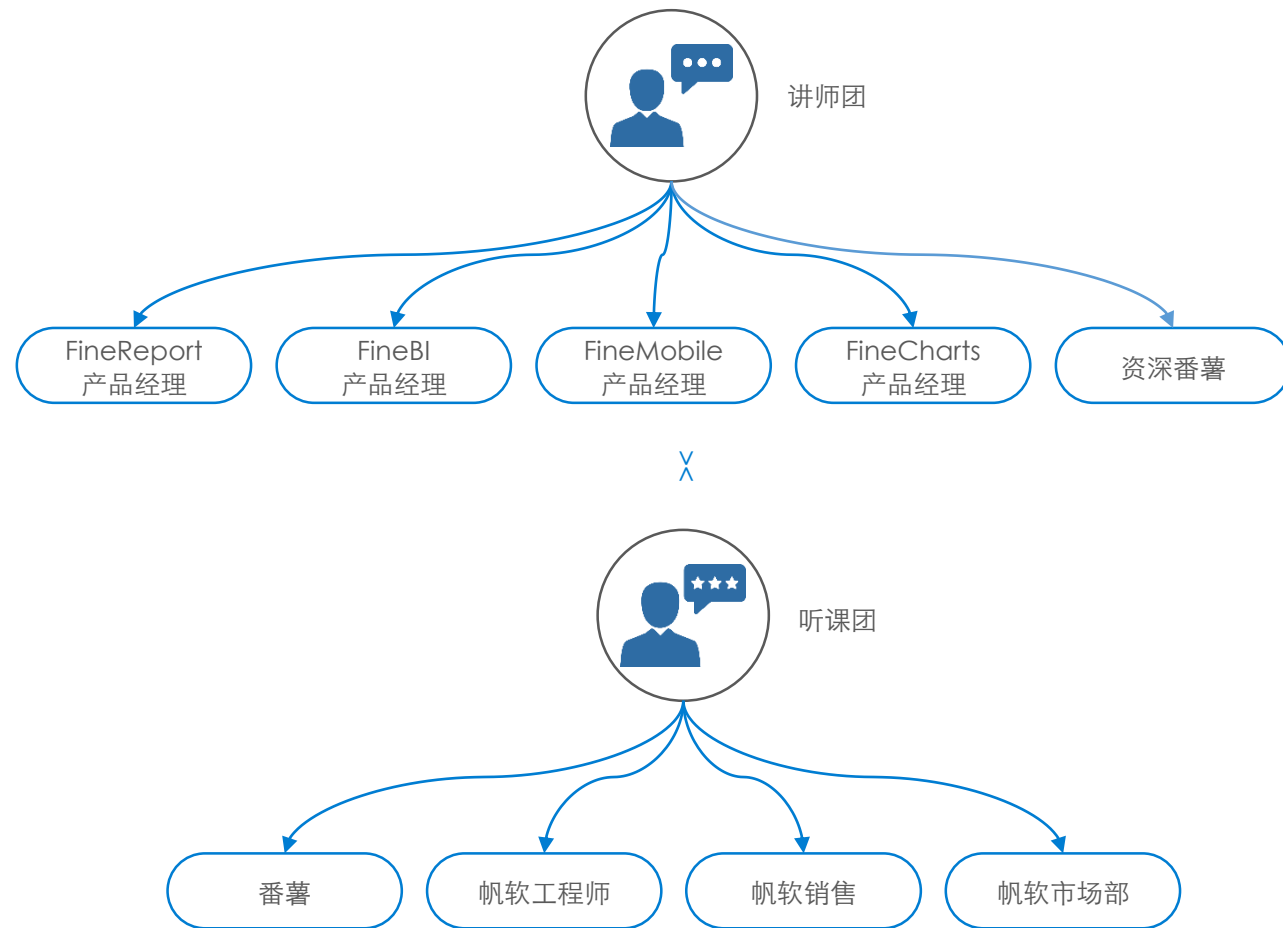 讲师团
FineReport
产品经理
FineBI
产品经理
FineMobile
产品经理
FineCharts
产品经理
资深番薯
听课团
番薯
帆软工程师
帆软销售
帆软市场部